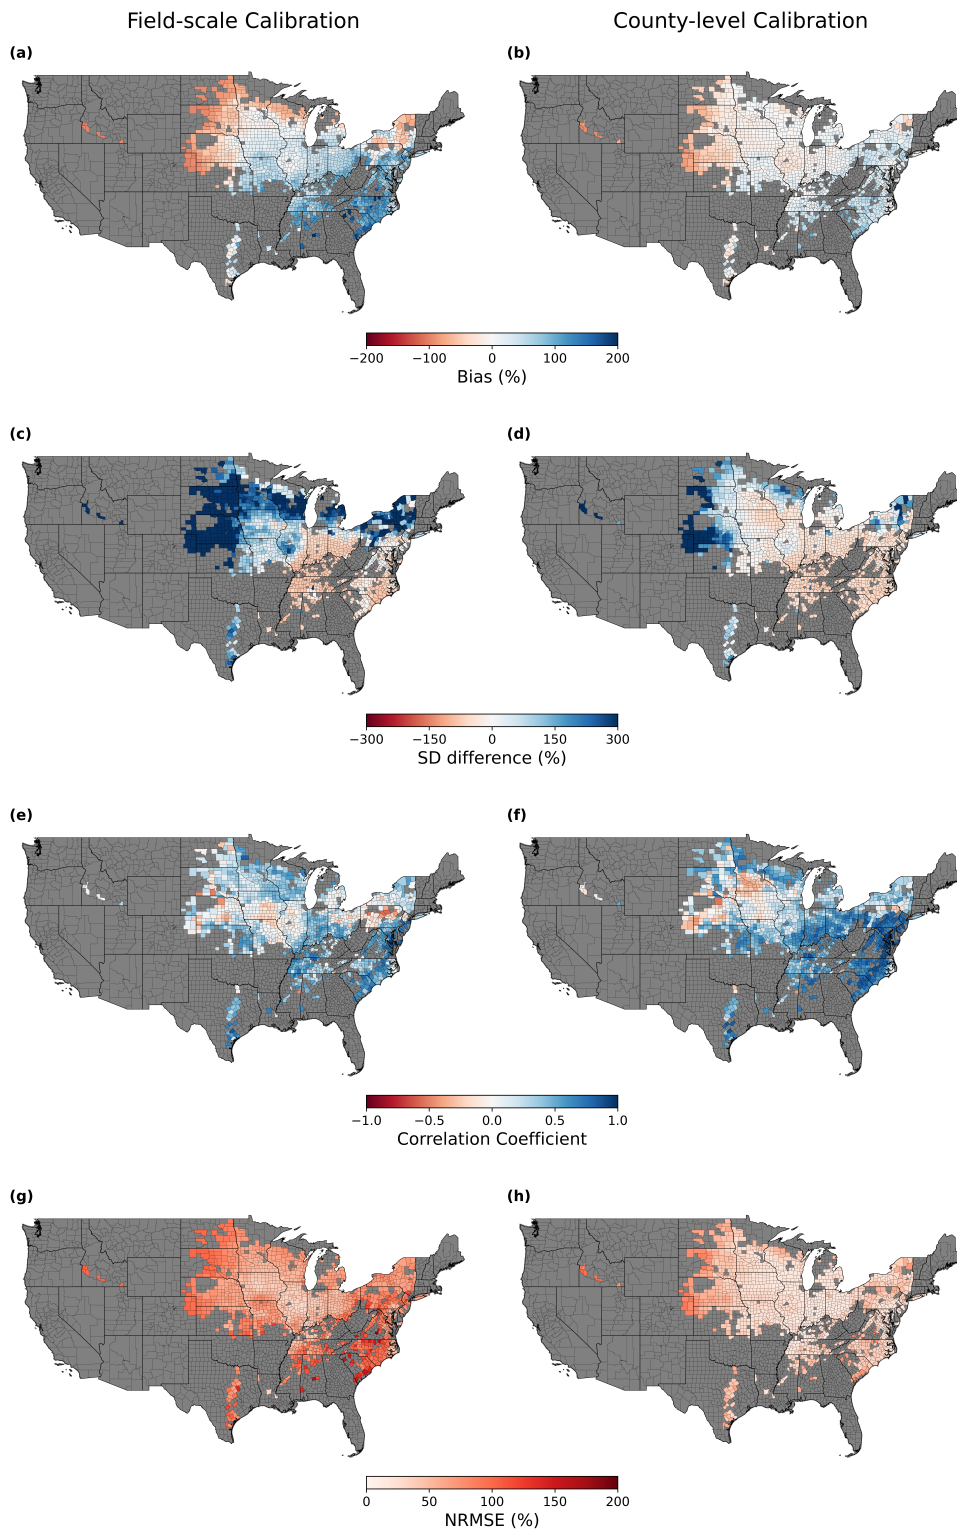 Field-scale Calibration
County-level Calibration
(a)
(b)
−200
−100
0
100
200
Bias (%)
(c)
(d)
−300
−150
0
150
300
SD difference (%)
(e)
(f)
−1.0
−0.5
0.0
0.5
1.0
Correlation Coefficient
(g)
(h)
0
50
100
150
200
NRMSE (%)